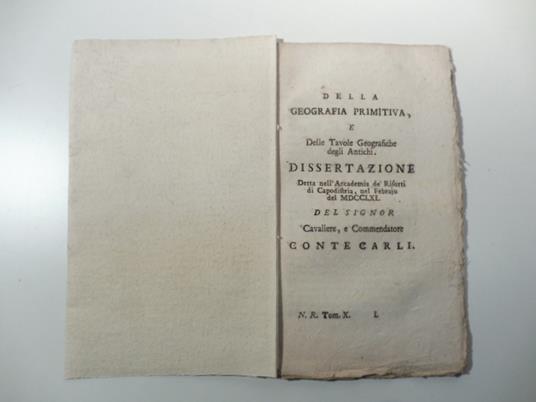 DELLA
GEOGRAFIA PRIMITIVA,
E
Delle Tavole Geografiche
degli Antichi.
DISSERTAZIONE
Detta nell'Accademia de' Risorti
di Capodistria, nel Febrajo
del MDCCLXI.
DEL SIGNOR
Cavaliere, e Commendatore
CONTE CARLI.
N. R. Tom. X. I.